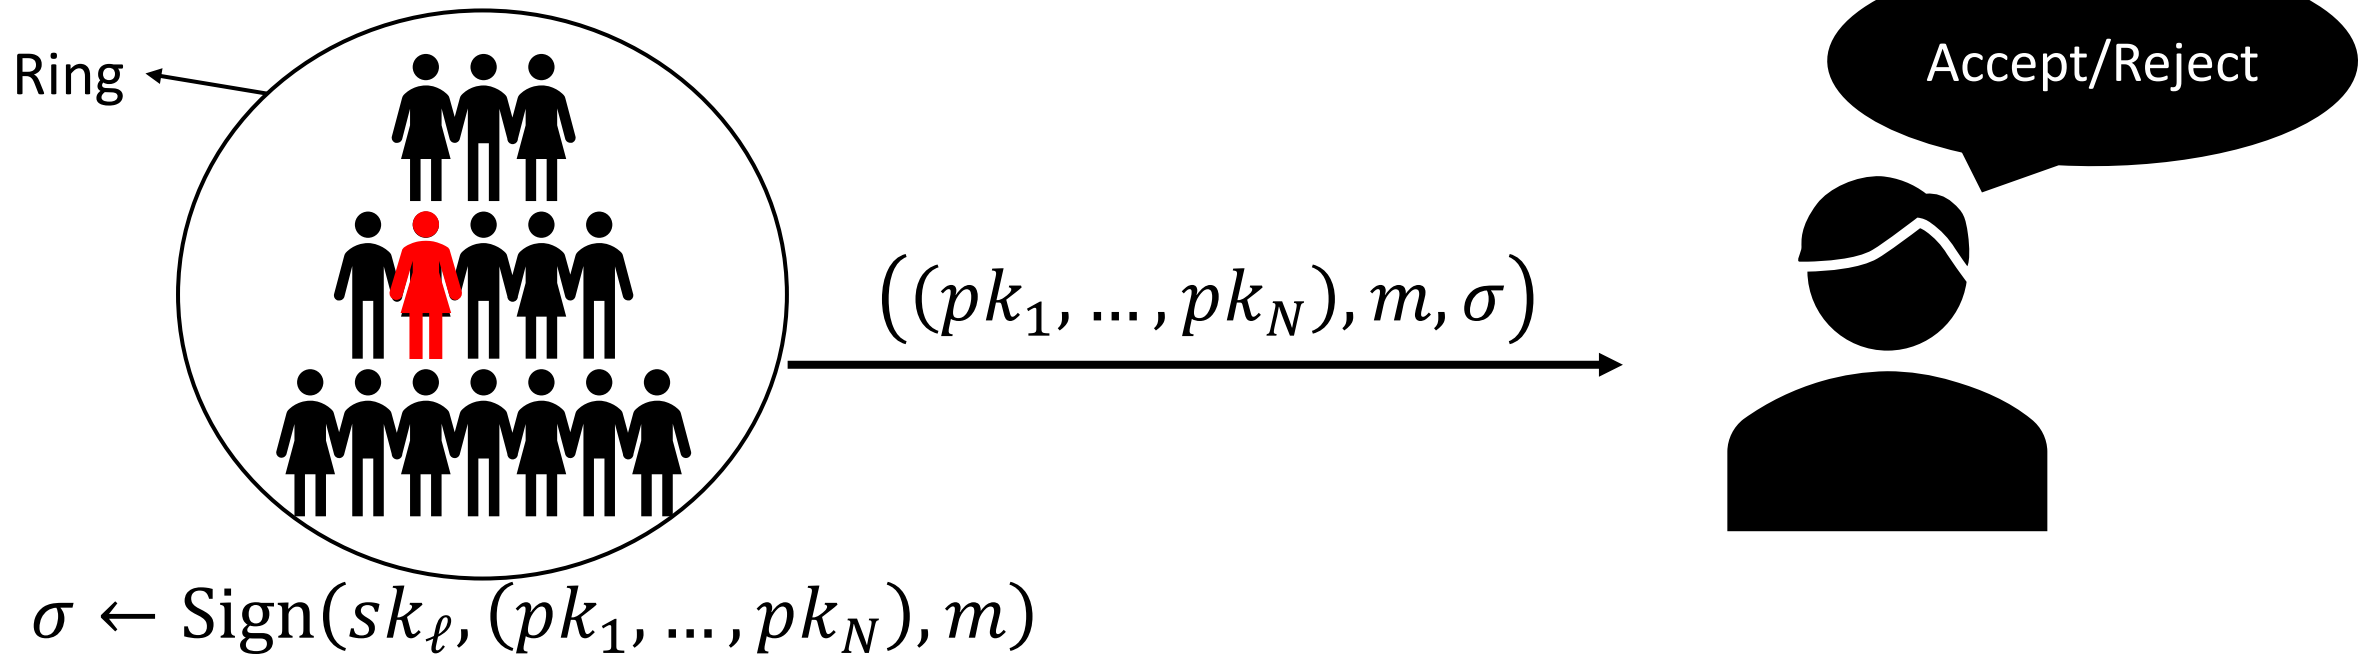 Ring
Accept/Reject
((pk₁, … , pk_N), m, σ)
σ ← Sign(sk_ℓ, (pk₁, … , pk_N), m)